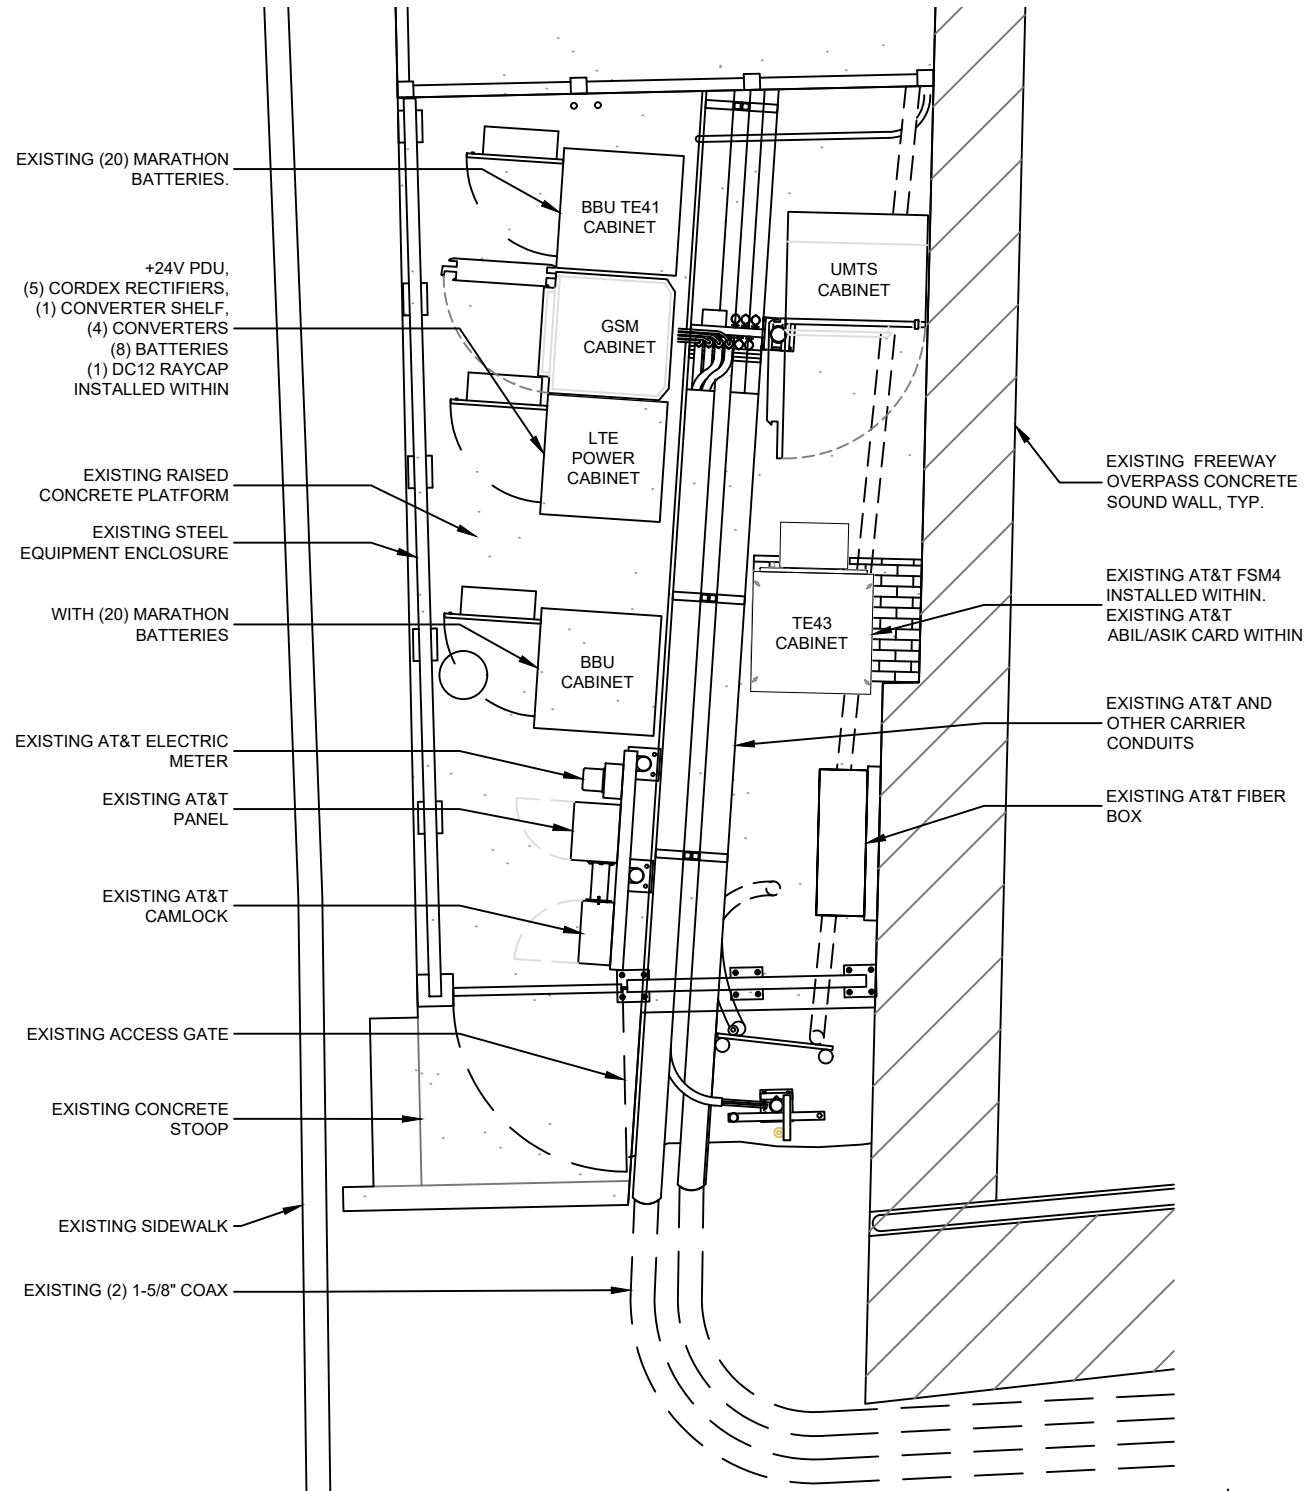 EXISTING (20) MARATHON
BATTERIES.
+24V PDU,
(5) CORDEX RECTIFIERS,
(1) CONVERTER SHELF,
(4) CONVERTERS
(8) BATTERIES
(1) DC12 RAYCAP
INSTALLED WITHIN
EXISTING RAISED
CONCRETE PLATFORM
EXISTING STEEL
EQUIPMENT ENCLOSURE
WITH (20) MARATHON
BATTERIES
EXISTING AT&T ELECTRIC
METER
EXISTING AT&T
PANEL
EXISTING AT&T
CAMLOCK
EXISTING ACCESS GATE
EXISTING CONCRETE
STOOP
EXISTING SIDEWALK
EXISTING (2) 1-5/8" COAX
BBU TE41
CABINET
GSM
CABINET
LTE
POWER
CABINET
BBU
CABINET
UMTS
CABINET
TE43
CABINET
EXISTING  FREEWAY
OVERPASS CONCRETE
SOUND WALL, TYP.
EXISTING AT&T FSM4
INSTALLED WITHIN.
EXISTING AT&T
ABIL/ASIK CARD WITHIN
EXISTING AT&T AND
OTHER CARRIER
CONDUITS
EXISTING AT&T FIBER
BOX